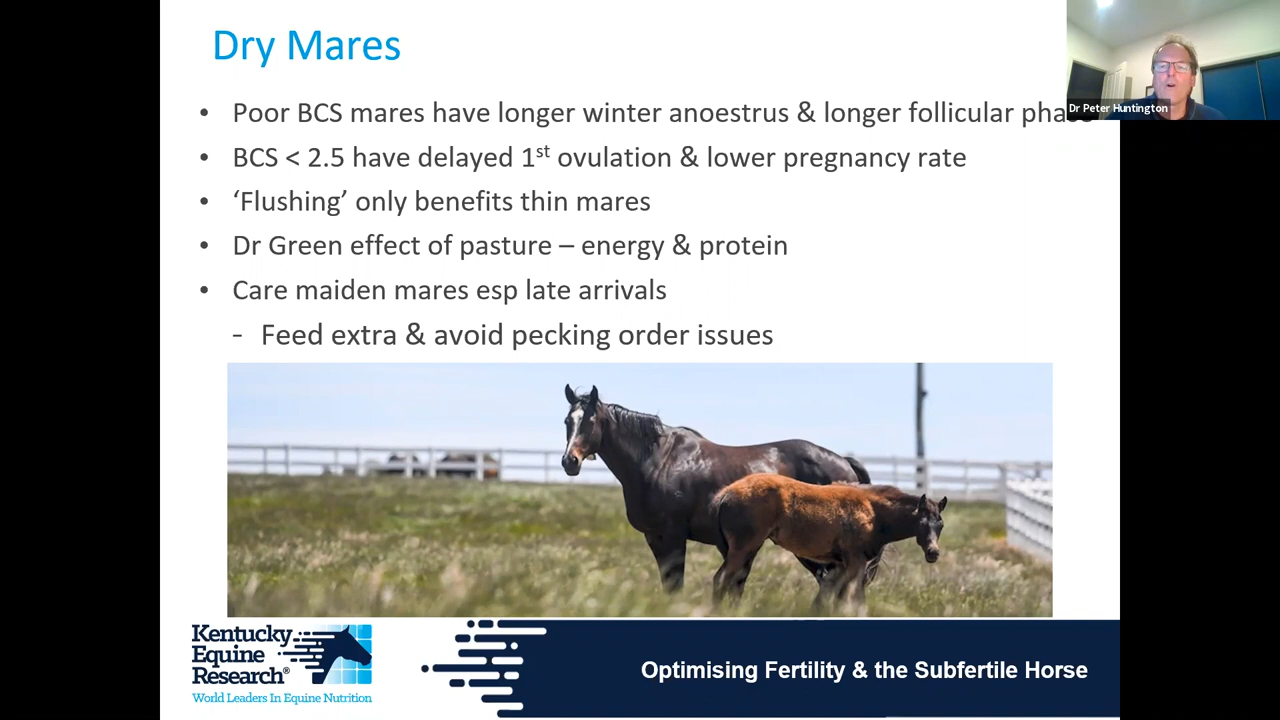 Dry Mares
Dr Peter Huntington
• Poor BCS mares have longer winter anoestrus & longer follicular phase
• BCS < 2.5 have delayed 1st ovulation & lower pregnancy rate
• ‘Flushing’ only benefits thin mares
• Dr Green effect of pasture – energy & protein
• Care maiden mares esp late arrivals
- Feed extra & avoid pecking order issues
Kentucky
Equine
Research®
World Leaders In Equine Nutrition
Optimising Fertility & the Subfertile Horse